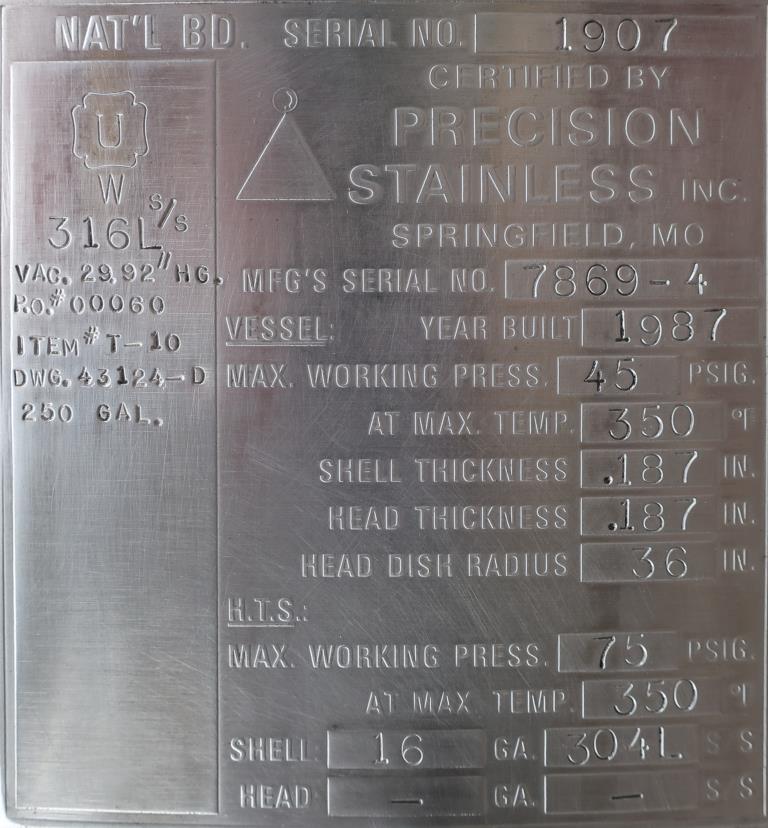 NAT'L BD. SERIAL NO. 1907
U
W
316L S/S
VAC. 29.92" HG.
P.O.# 00060
ITEM# T-10
DWG. 43124-D
250 GAL.
CERTIFIED BY
PRECISION
STAINLESS INC.
SPRINGFIELD, MO
MFG'S SERIAL NO. 7869-4
VESSEL: YEAR BUILT 1987
MAX. WORKING PRESS. 45 PSIG.
AT MAX. TEMP. 350 °F
SHELL THICKNESS .187 IN.
HEAD THICKNESS .187 IN.
HEAD DISH RADIUS 36 IN.
H.T.S.:
MAX. WORKING PRESS. 75 PSIG.
AT MAX TEMP. 350 °F
SHELL: 16 GA. 304L S S
HEAD - GA. - S S